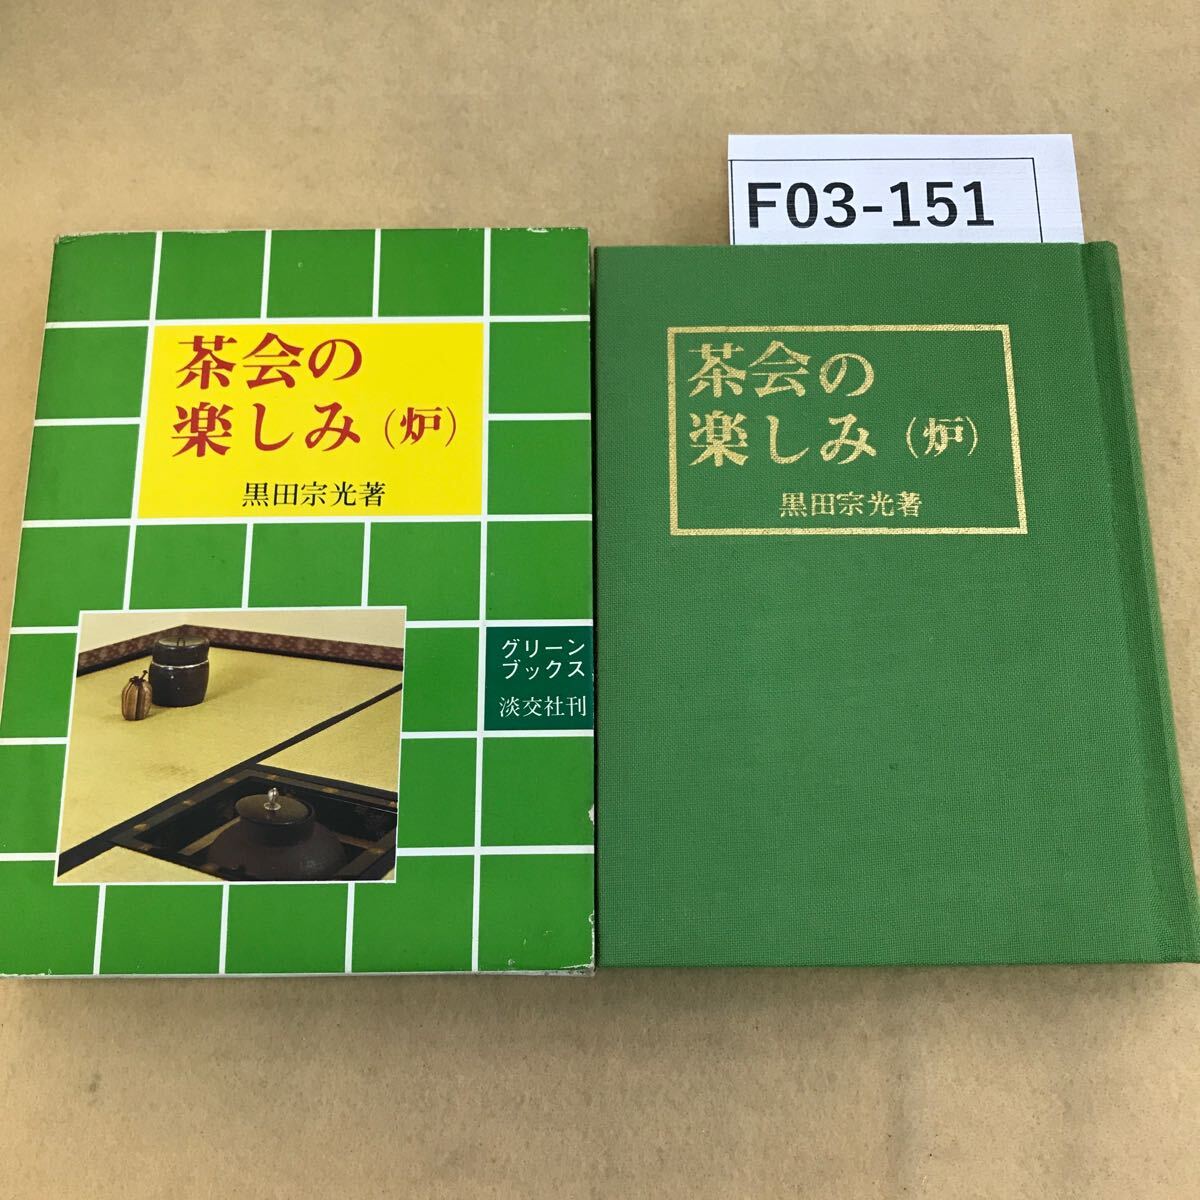 F03-151
茶会の
楽しみ（炉）
黒田宗光著
グリーン
ブックス
淡交社刊
茶会の
楽しみ（炉）
黒田宗光著